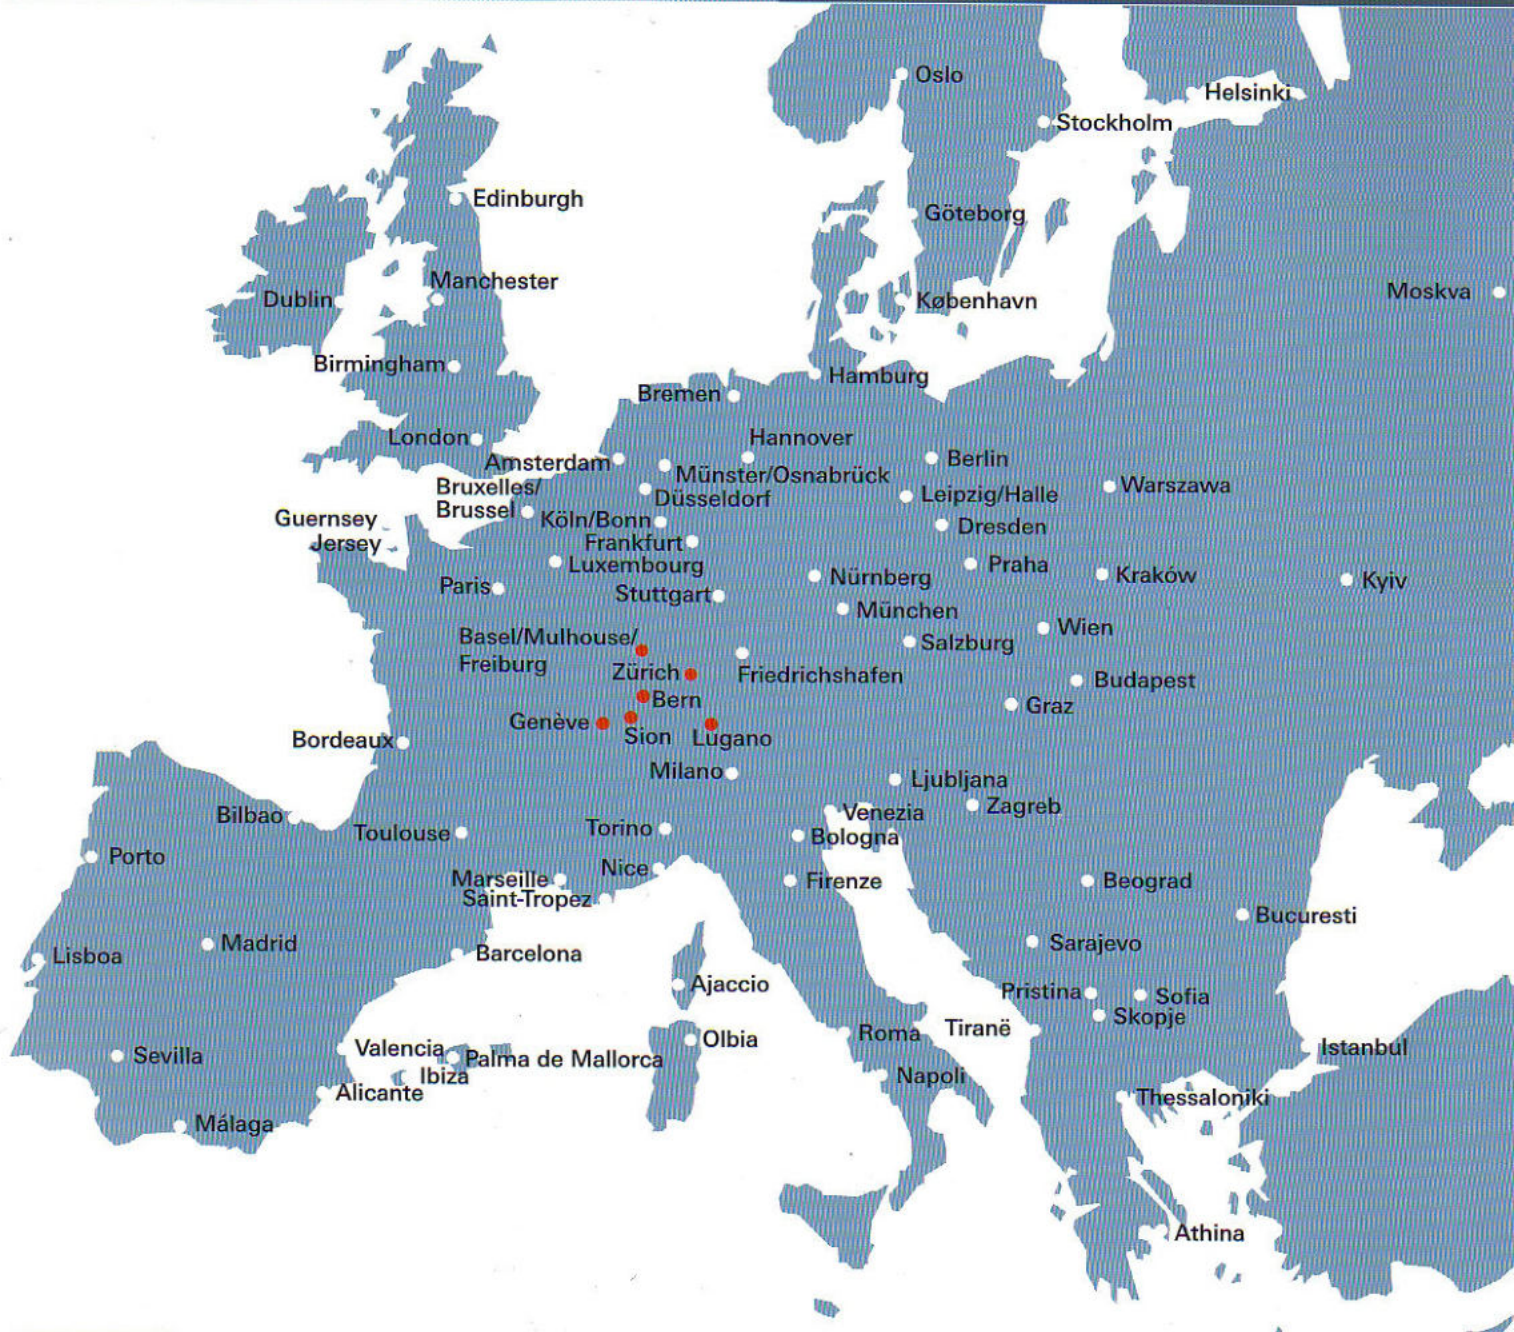 Oslo
Helsinki
Stockholm
Edinburgh
Göteborg
Manchester
Dublin
København
Moskva
Birmingham
Hamburg
Bremen
London
Hannover
Amsterdam
Berlin
Münster/Osnabrück
Bruxelles/
Brussel
Düsseldorf
Leipzig/Halle
Warszawa
Guernsey
Köln/Bonn
Dresden
Jersey
Frankfurt
Luxembourg
Praha
Paris
Stuttgart
Nürnberg
Kraków
Kyiv
München
Basel/Mulhouse/
Freiburg
Wien
Salzburg
Zürich
Friedrichshafen
Budapest
Bern
Graz
Genève
Sion
Lugano
Bordeaux
Milano
Ljubljana
Zagreb
Bilbao
Venezia
Toulouse
Torino
Bologna
Porto
Nice
Marseille
Firenze
Beograd
Saint-Tropez
Bucuresti
Madrid
Sarajevo
Lisboa
Barcelona
Ajaccio
Pristina
Sofia
Skopje
Tiranë
Roma
Olbia
Istanbul
Valencia
Sevilla
Palma de Mallorca
Ibiza
Napoli
Alicante
Thessaloniki
Málaga
Athina